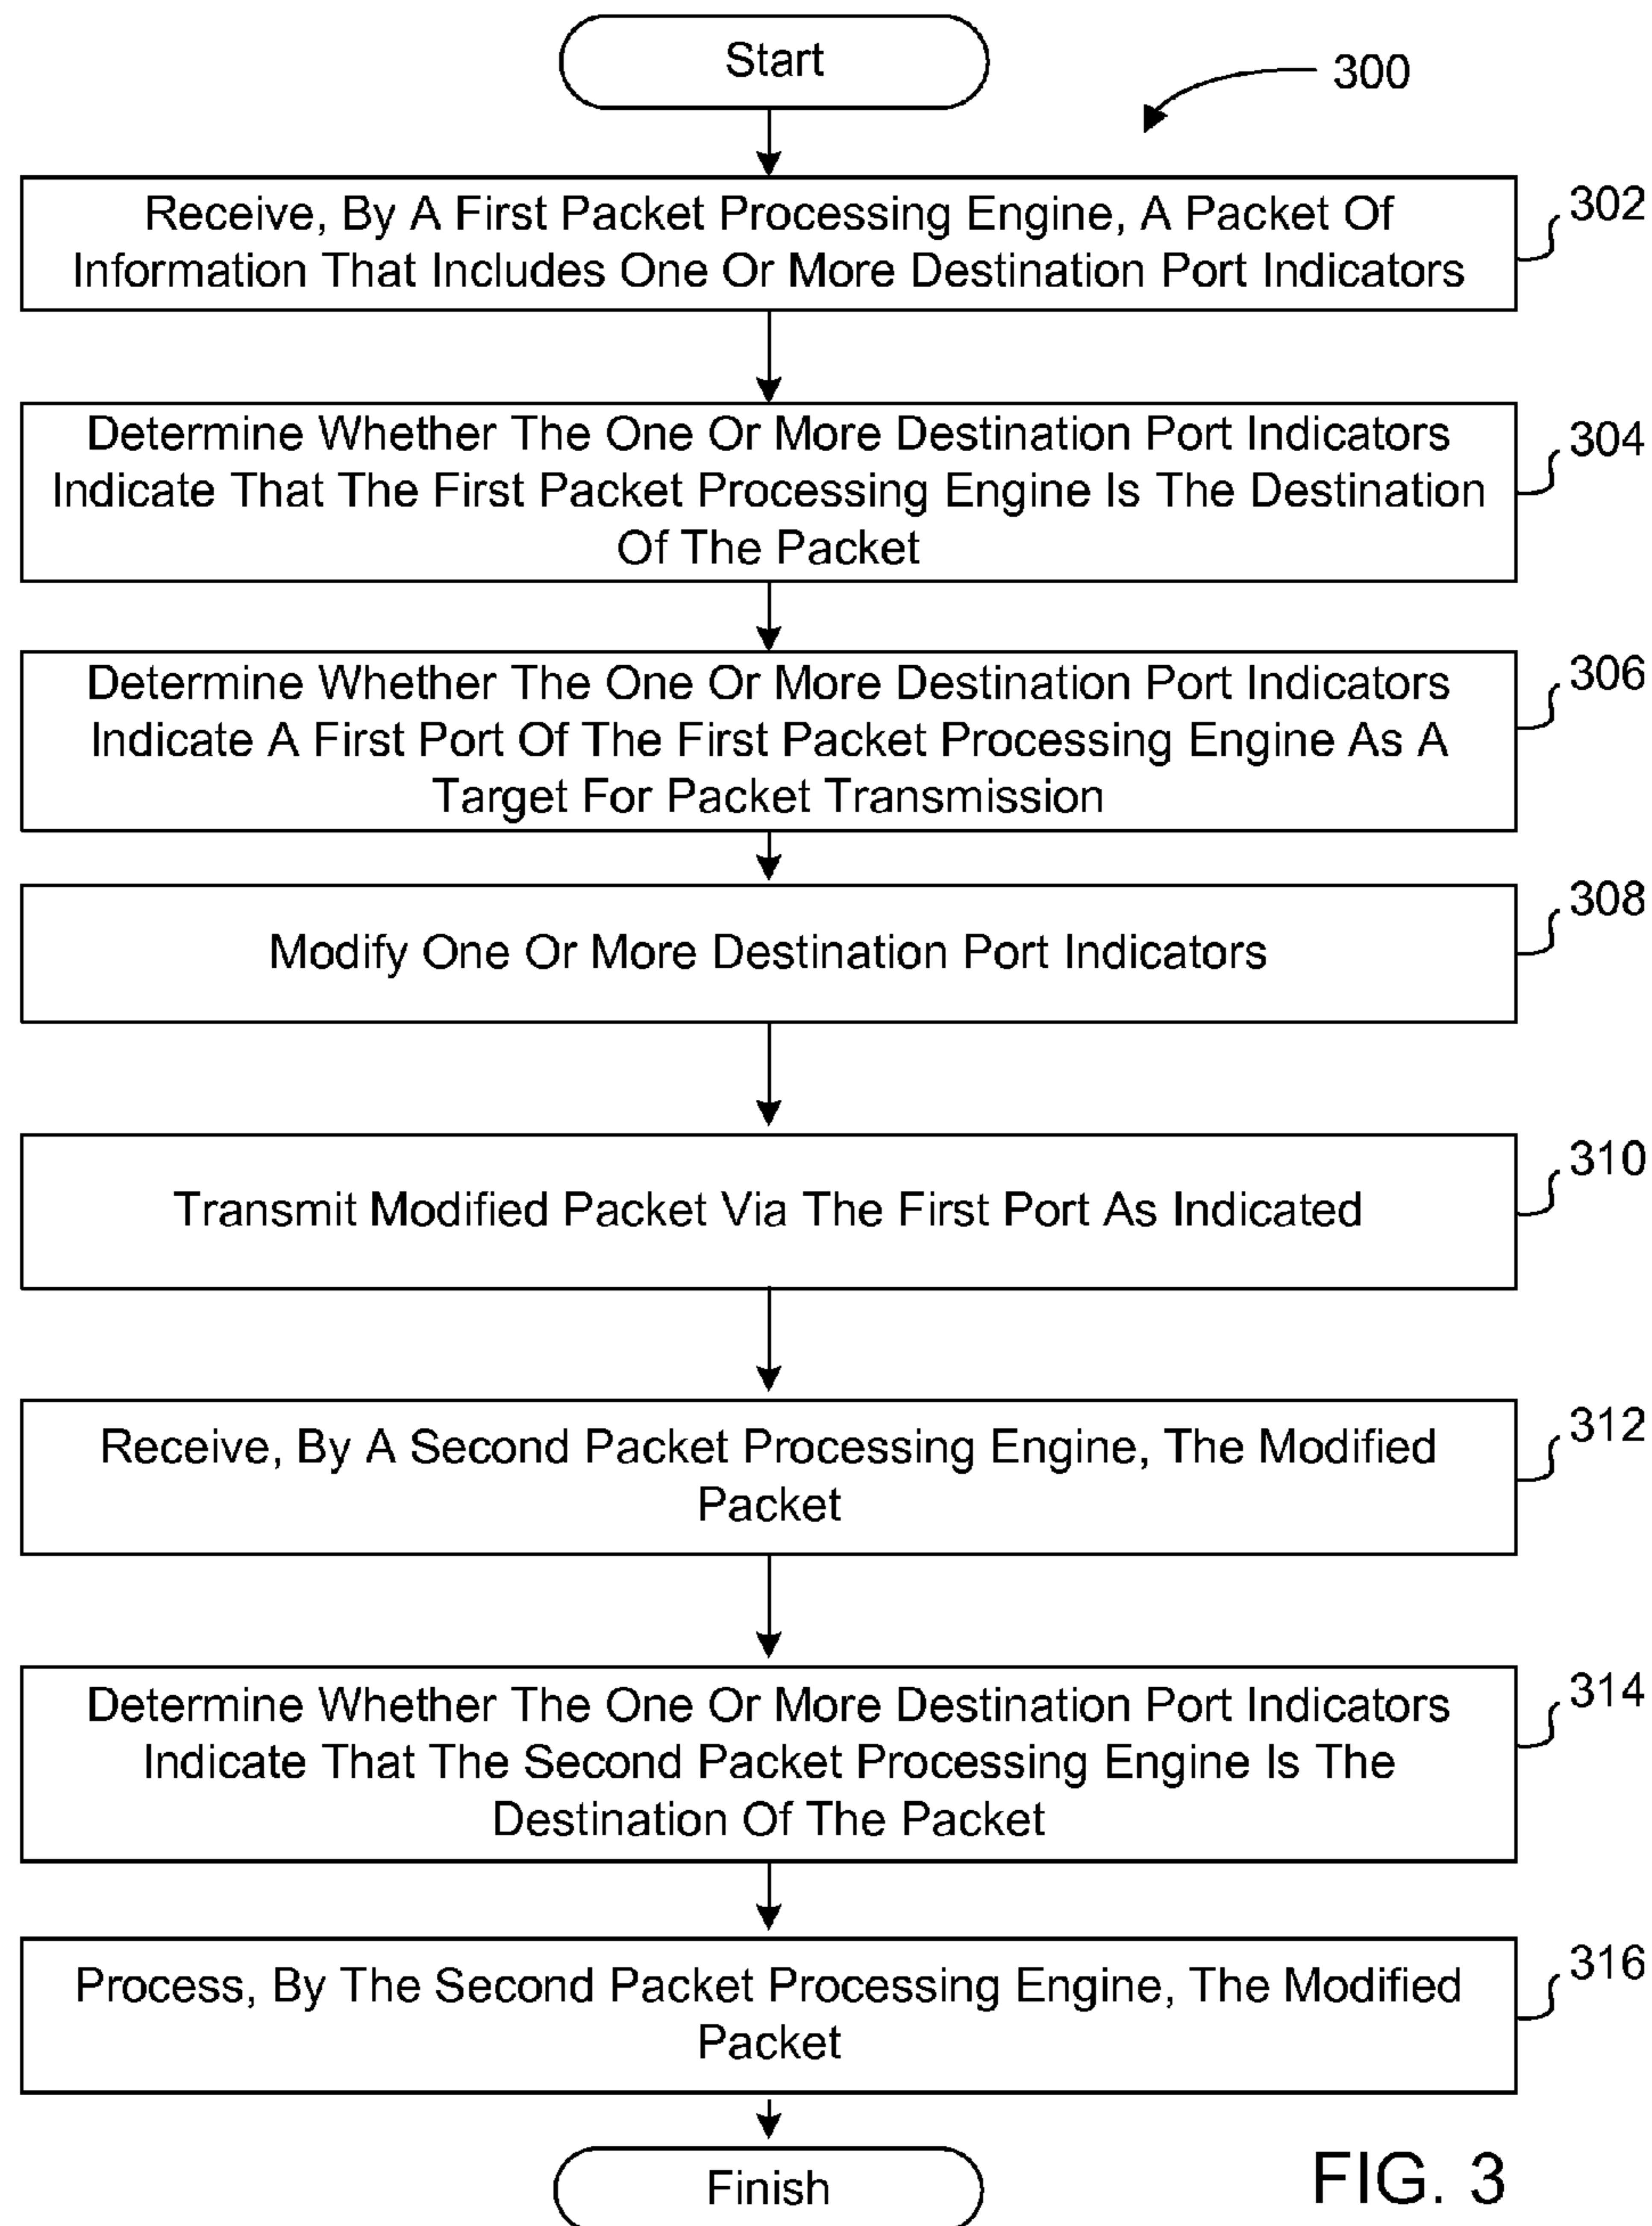 Start
300
Receive, By A First Packet Processing Engine, A Packet Of
Information That Includes One Or More Destination Port Indicators
302
Determine Whether The One Or More Destination Port Indicators
Indicate That The First Packet Processing Engine Is The Destination
Of The Packet
304
Determine Whether The One Or More Destination Port Indicators
Indicate A First Port Of The First Packet Processing Engine As A
Target For Packet Transmission
306
Modify One Or More Destination Port Indicators
308
Transmit Modified Packet Via The First Port As Indicated
310
Receive, By A Second Packet Processing Engine, The Modified
Packet
312
Determine Whether The One Or More Destination Port Indicators
Indicate That The Second Packet Processing Engine Is The
Destination Of The Packet
314
Process, By The Second Packet Processing Engine, The Modified
Packet
316
Finish
FIG. 3